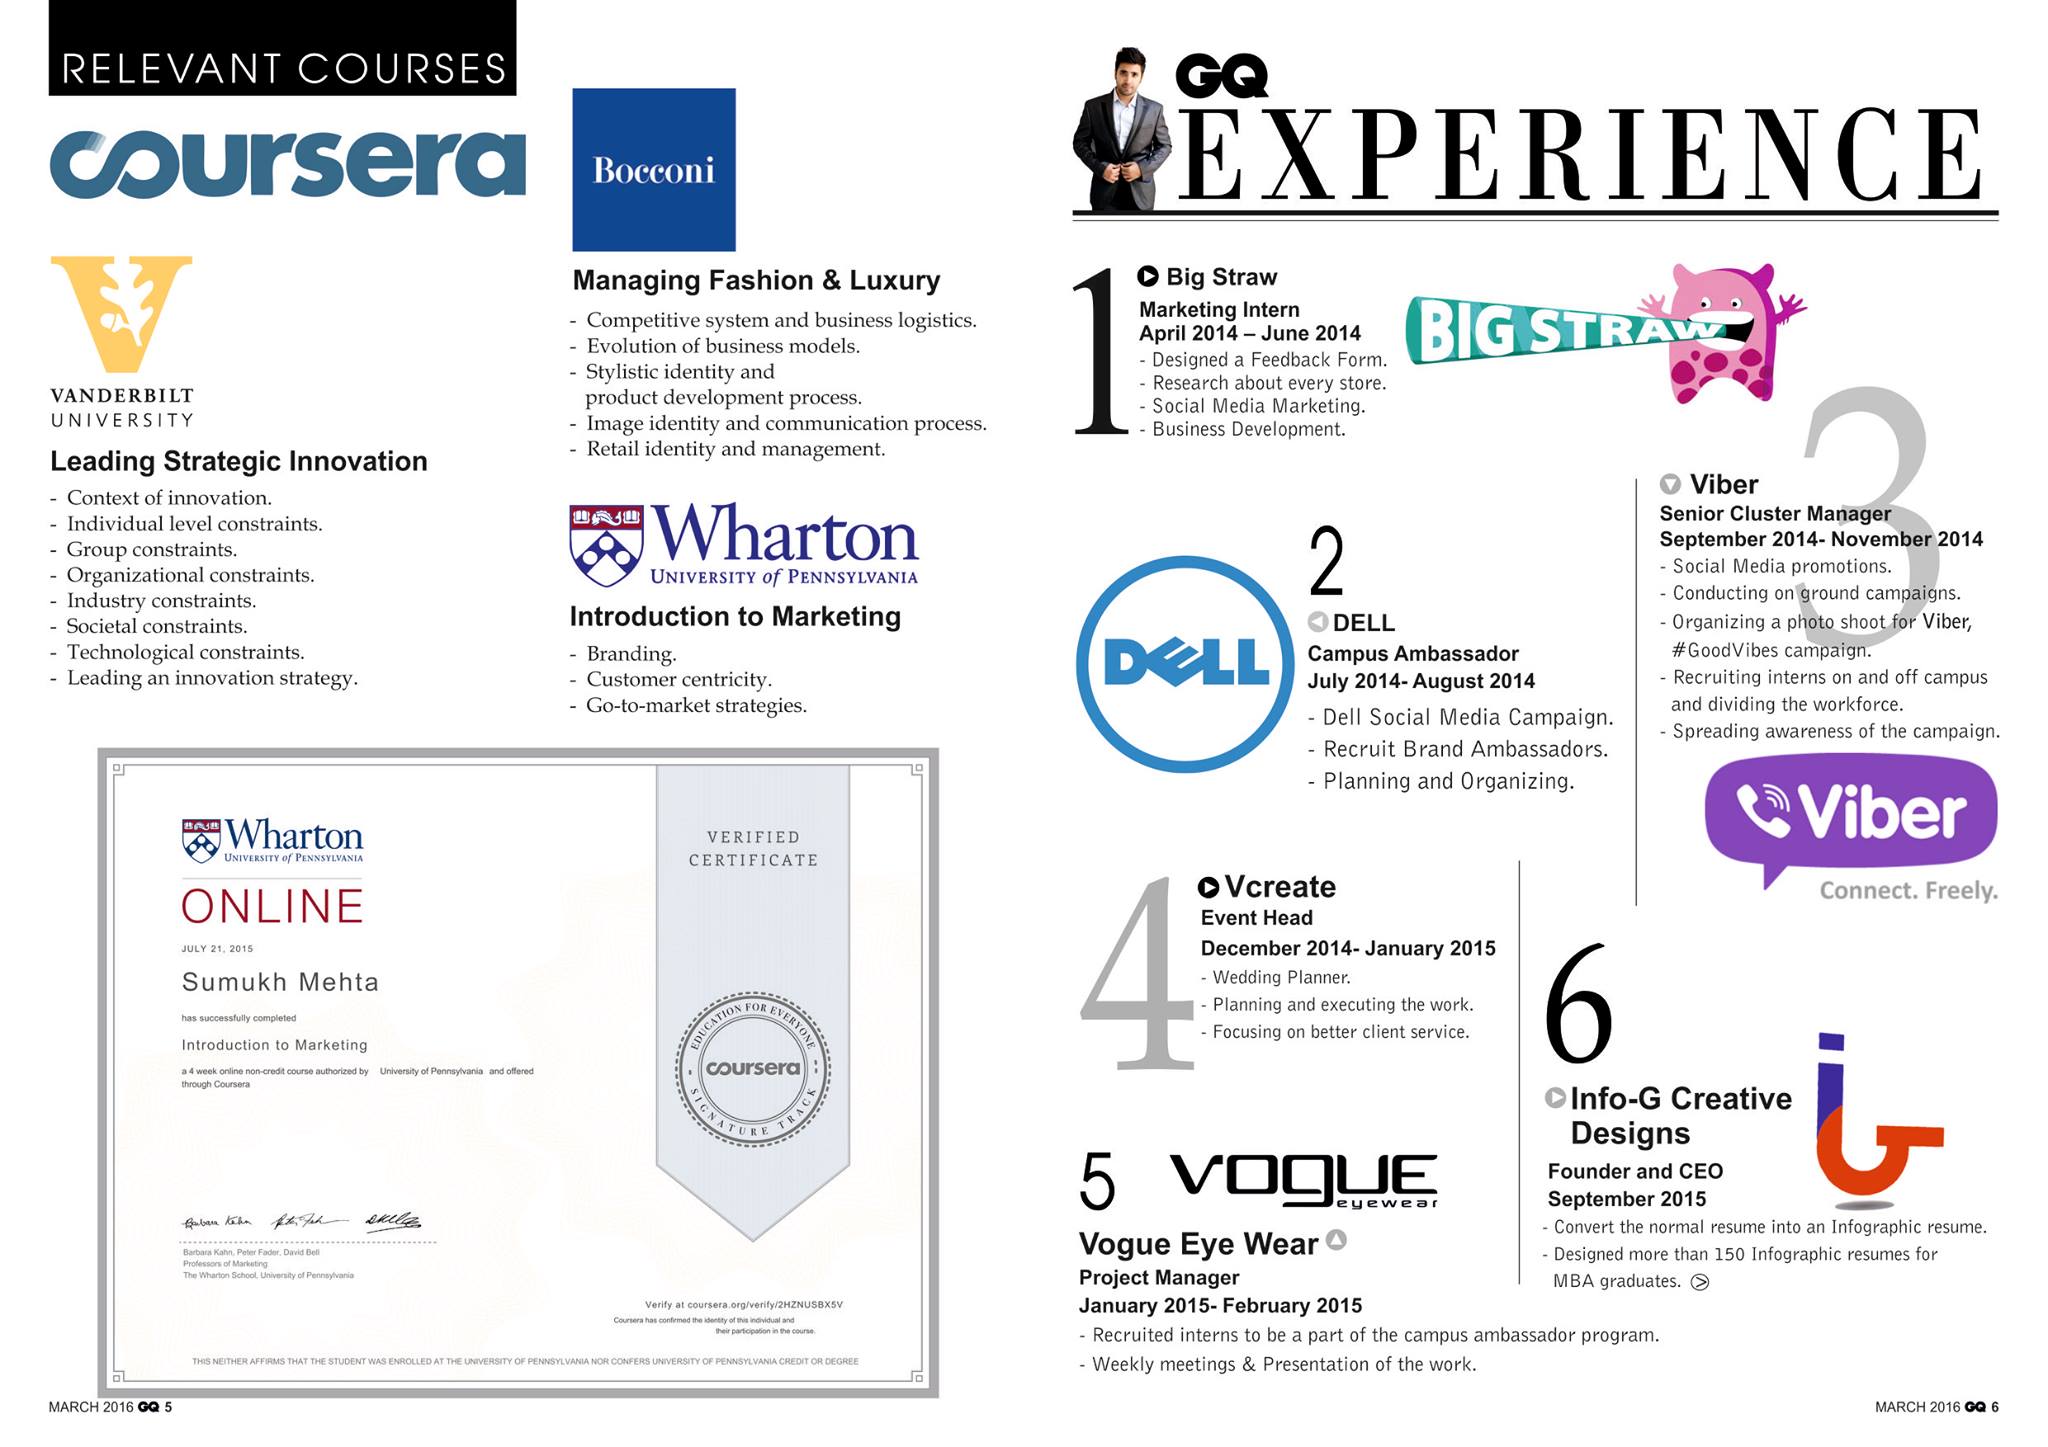 RELEVANT COURSES
coursera
VANDERBILT
UNIVERSITY
Leading Strategic Innovation
- Context of innovation.
- Individual level constraints.
- Group constraints.
- Organizational constraints.
- Industry constraints.
- Societal constraints.
- Technological constraints.
- Leading an innovation strategy.
Bocconi
Managing Fashion & Luxury
- Competitive system and business logistics.
- Evolution of business models.
- Stylistic identity and
product development process.
- Image identity and communication process.
- Retail identity and management.
Wharton
UNIVERSITY of PENNSYLVANIA
Introduction to Marketing
- Branding.
- Customer centricity.
- Go-to-market strategies.
Wharton
UNIVERSITY of PENNSYLVANIA
ONLINE
JULY 21, 2015
Sumukh Mehta
has successfully completed
Introduction to Marketing
a 4 week online non-credit course authorized by University of Pennsylvania and offered
through Coursera
Barbara Kahn, Peter Fader, David Bell
Professors of Marketing
The Wharton School, University of Pennsylvania
VERIFIED
CERTIFICATE
EDUCATION FOR EVERYONE
coursera
SIGNATURE TRACK
Verify at coursera.org/verify/2HZNUSBX5V
Coursera has confirmed the identity of this individual and
their participation in the course.
THIS NEITHER AFFIRMS THAT THE STUDENT WAS ENROLLED AT THE UNIVERSITY OF PENNSYLVANIA NOR CONFERS UNIVERSITY OF PENNSYLVANIA CREDIT OR DEGREE
MARCH 2016 GQ 5
GQ
EXPERIENCE
1
Big Straw
Marketing Intern
April 2014 – June 2014
- Designed a Feedback Form.
- Research about every store.
- Social Media Marketing.
- Business Development.
BIG STRAW
2
DELL
DELL
Campus Ambassador
July 2014- August 2014
- Dell Social Media Campaign.
- Recruit Brand Ambassadors.
- Planning and Organizing.
3
Viber
Senior Cluster Manager
September 2014- November 2014
- Social Media promotions.
- Conducting on ground campaigns.
- Organizing a photo shoot for Viber,
#GoodVibes campaign.
- Recruiting interns on and off campus
and dividing the workforce.
- Spreading awareness of the campaign.
Viber
Connect. Freely.
4
Vcreate
Event Head
December 2014- January 2015
- Wedding Planner.
- Planning and executing the work.
- Focusing on better client service.
5
VOGUE
eyewear
Vogue Eye Wear
Project Manager
January 2015- February 2015
- Recruited interns to be a part of the campus ambassador program.
- Weekly meetings & Presentation of the work.
6
Info-G Creative
Designs
Founder and CEO
September 2015
- Convert the normal resume into an Infographic resume.
- Designed more than 150 Infographic resumes for
MBA graduates.
MARCH 2016 GQ 6